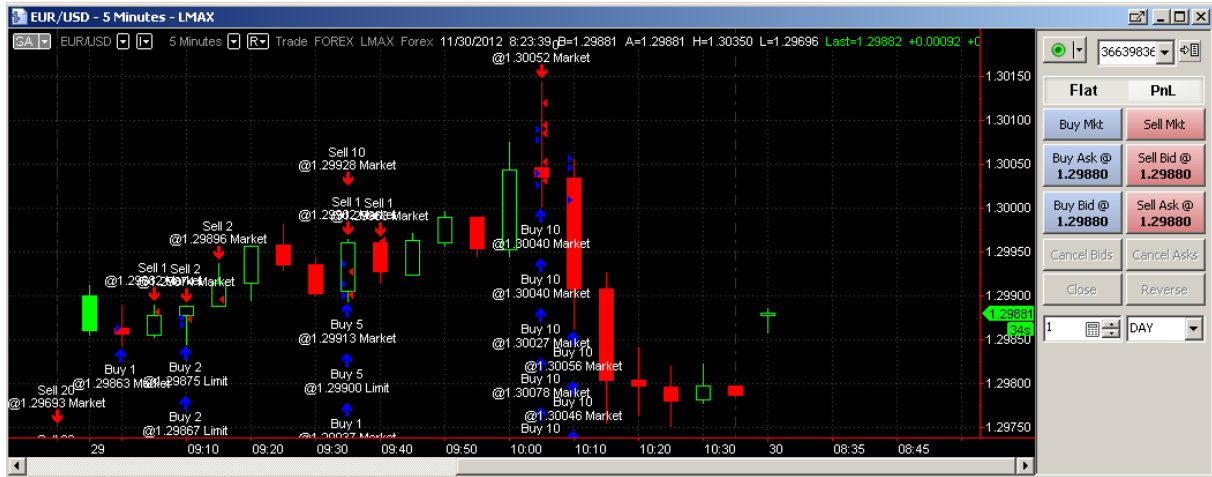 EUR/USD - 5 Minutes - LMAX
SA EUR/USD 5 Minutes R Trade FOREX LMAX Forex 11/30/2012 8:23:39 B=1.29881 A=1.29881 H=1.30350 L=1.29696 Last=1.29882 +0.00092
@1.30052 Market
Sell 10
@1.29928 Market
Sell 1 Sell 1
Market
Sell 2
@1.29896 Market
Sell 1 Sell 2
Market
Buy 10
@1.30040 Market
Buy 10
@1.30040 Market
Buy 10
@1.30027 Market
Buy 10
@1.30056 Market
Buy 10
@1.30078 Market
Buy 10
@1.30046 Market
Buy 10
Buy 5
@1.29913 Market
Buy 5
@1.29900 Limit
Buy 1
Buy 1
@1.29863 Market
Buy 2
@1.29875 Limit
Buy 2
@1.29867 Limit
Sell 20
@1.29693 Market
1.30150
1.30100
1.30050
1.30000
1.29950
1.29900
1.29881
34s
1.29850
1.29800
1.29750
29 09:10 09:20 09:30 09:40 09:50 10:00 10:10 10:20 10:30 30 08:35 08:45
Flat PnL
Buy Mkt Sell Mkt
Buy Ask @ Sell Bid @
1.29880 1.29880
Buy Bid @ Sell Ask @
1.29880 1.29880
Cancel Bids Cancel Asks
Close Reverse
1 DAY